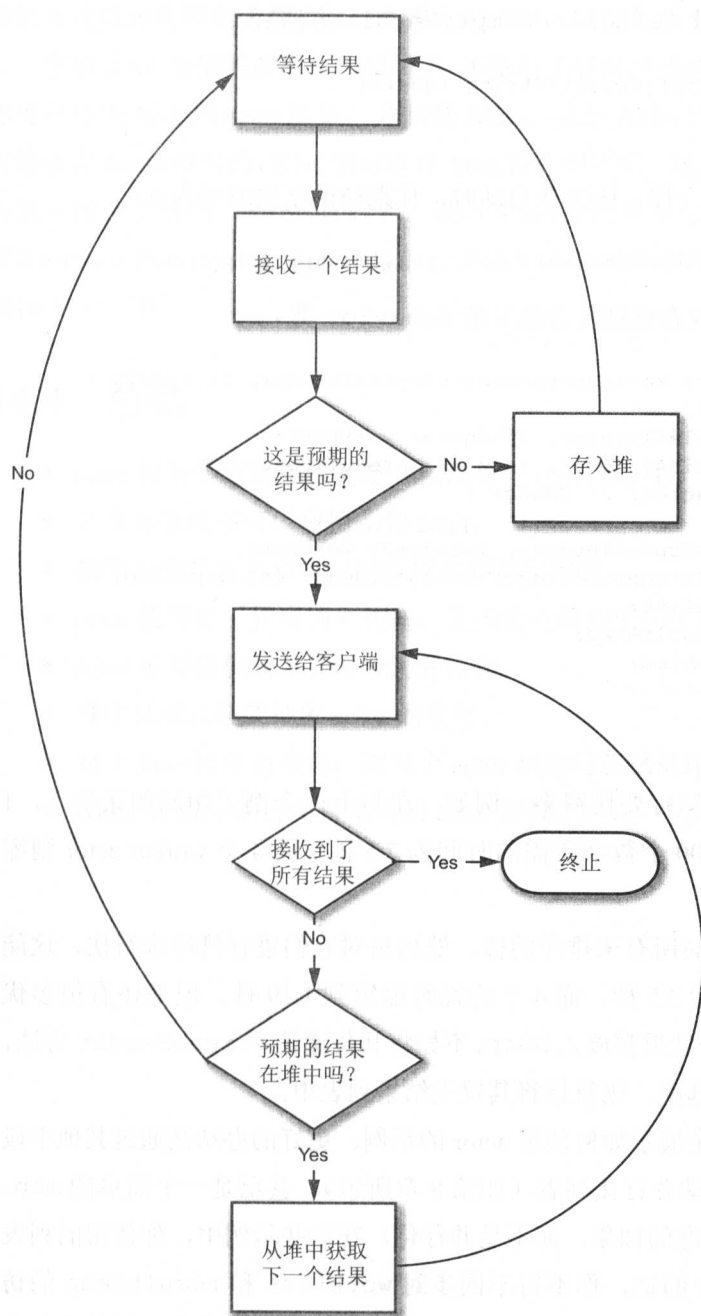 等待结果
接收一个结果
这是预期的
结果吗？
No
存入堆
No
Yes
发送给客户端
接收到了
所有结果
Yes
终止
No
预期的结果
在堆中吗？
Yes
从堆中获取
下一个结果